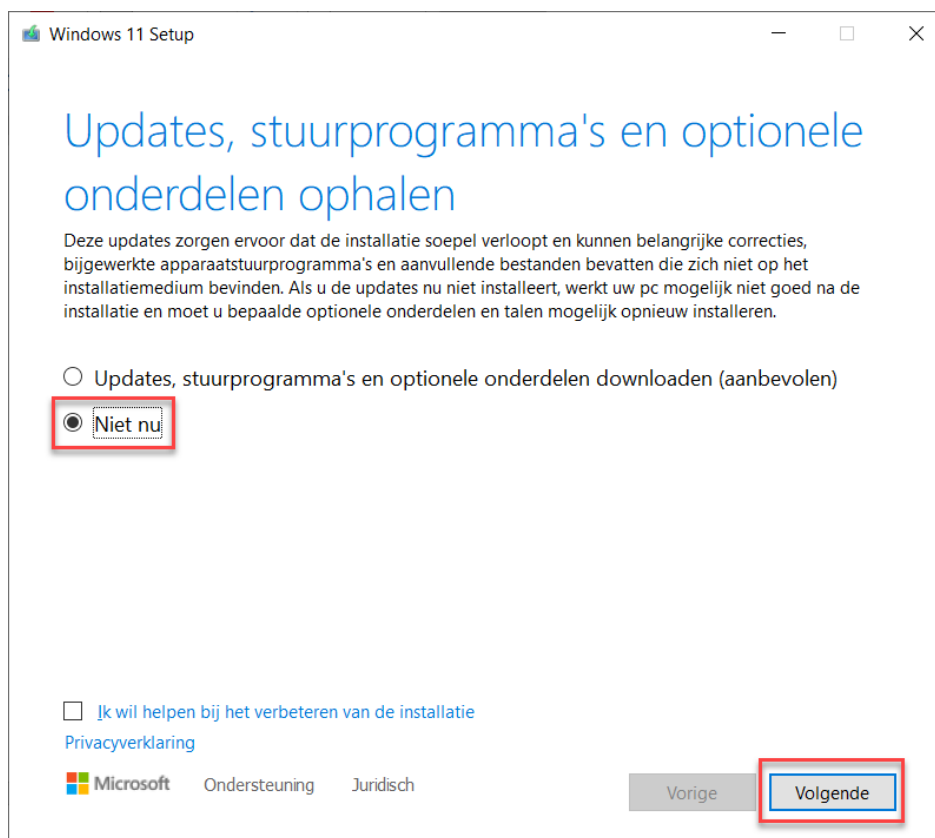 Windows 11 Setup
Updates, stuurprogramma's en optionele
onderdelen ophalen
Deze updates zorgen ervoor dat de installatie soepel verloopt en kunnen belangrijke correcties,
bijgewerkte apparaatstuurprogramma's en aanvullende bestanden bevatten die zich niet op het
installatiemedium bevinden. Als u de updates nu niet installeert, werkt uw pc mogelijk niet goed na de
installatie en moet u bepaalde optionele onderdelen en talen mogelijk opnieuw installeren.
Updates, stuurprogramma's en optionele onderdelen downloaden (aanbevolen)
Niet nu
Ik wil helpen bij het verbeteren van de installatie
Privacyverklaring
Microsoft Ondersteuning Juridisch Vorige Volgende